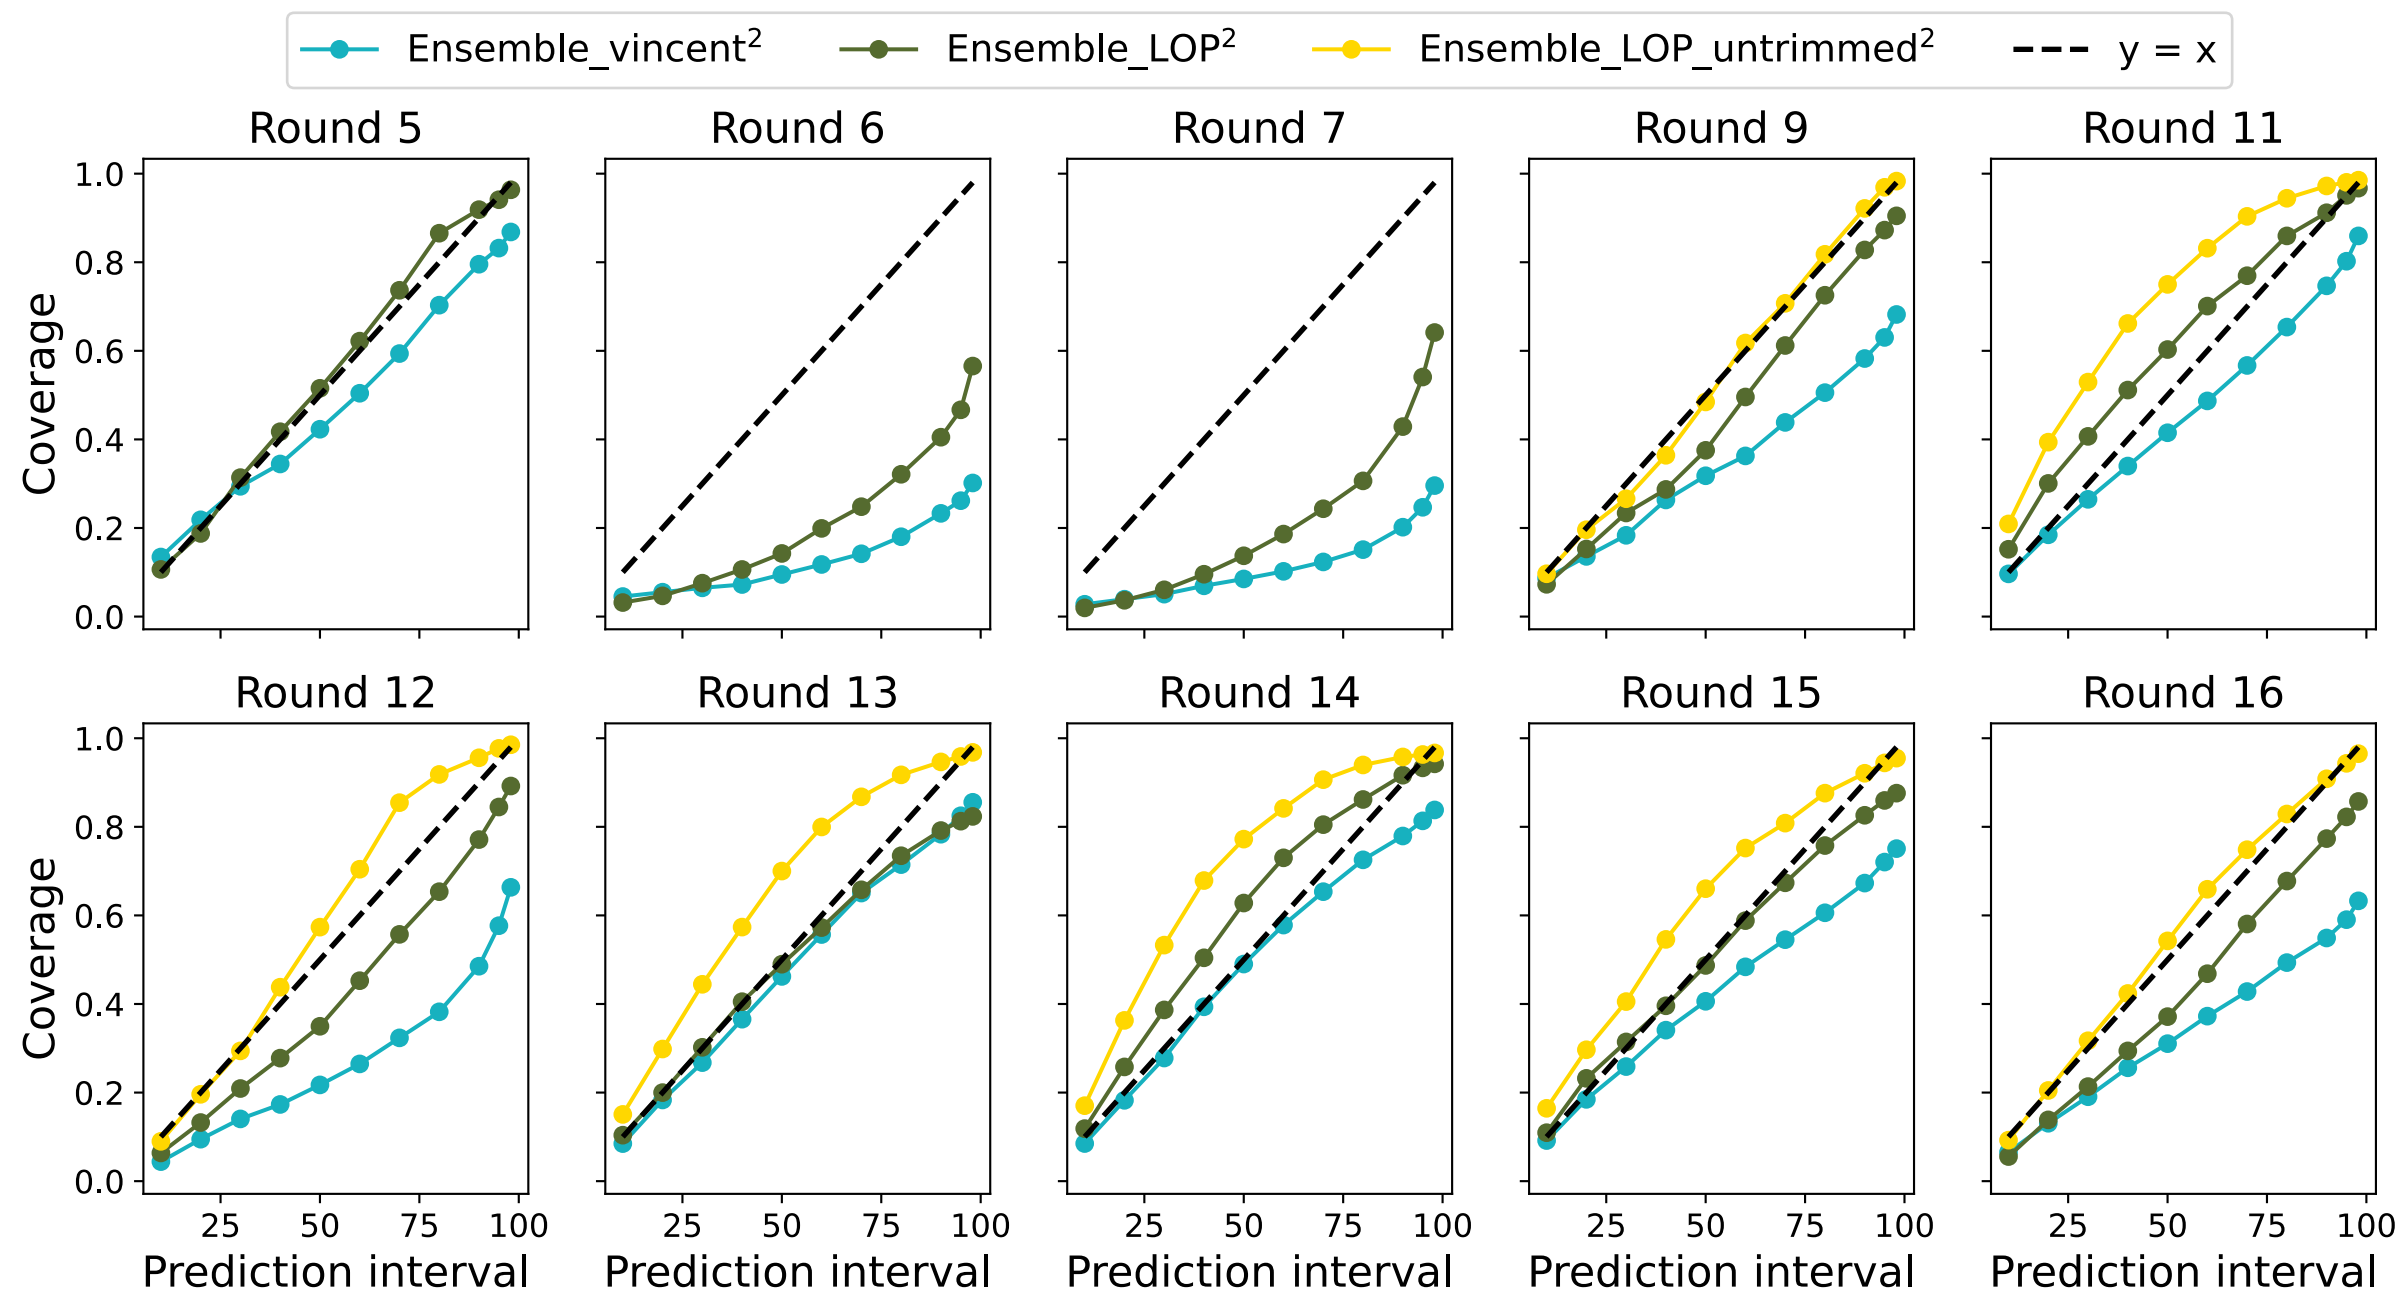 Ensemble_vincent² Ensemble_LOP² Ensemble_LOP_untrimmed² y = x
Round 5 Round 6 Round 7 Round 9 Round 11
1.0
0.8
0.6
0.4
0.2
0.0
Coverage
Round 12 Round 13 Round 14 Round 15 Round 16
1.0
0.8
0.6
0.4
0.2
0.0
Coverage
25 50 75 100 25 50 75 100 25 50 75 100 25 50 75 100 25 50 75 100
Prediction interval Prediction interval Prediction interval Prediction interval Prediction interval